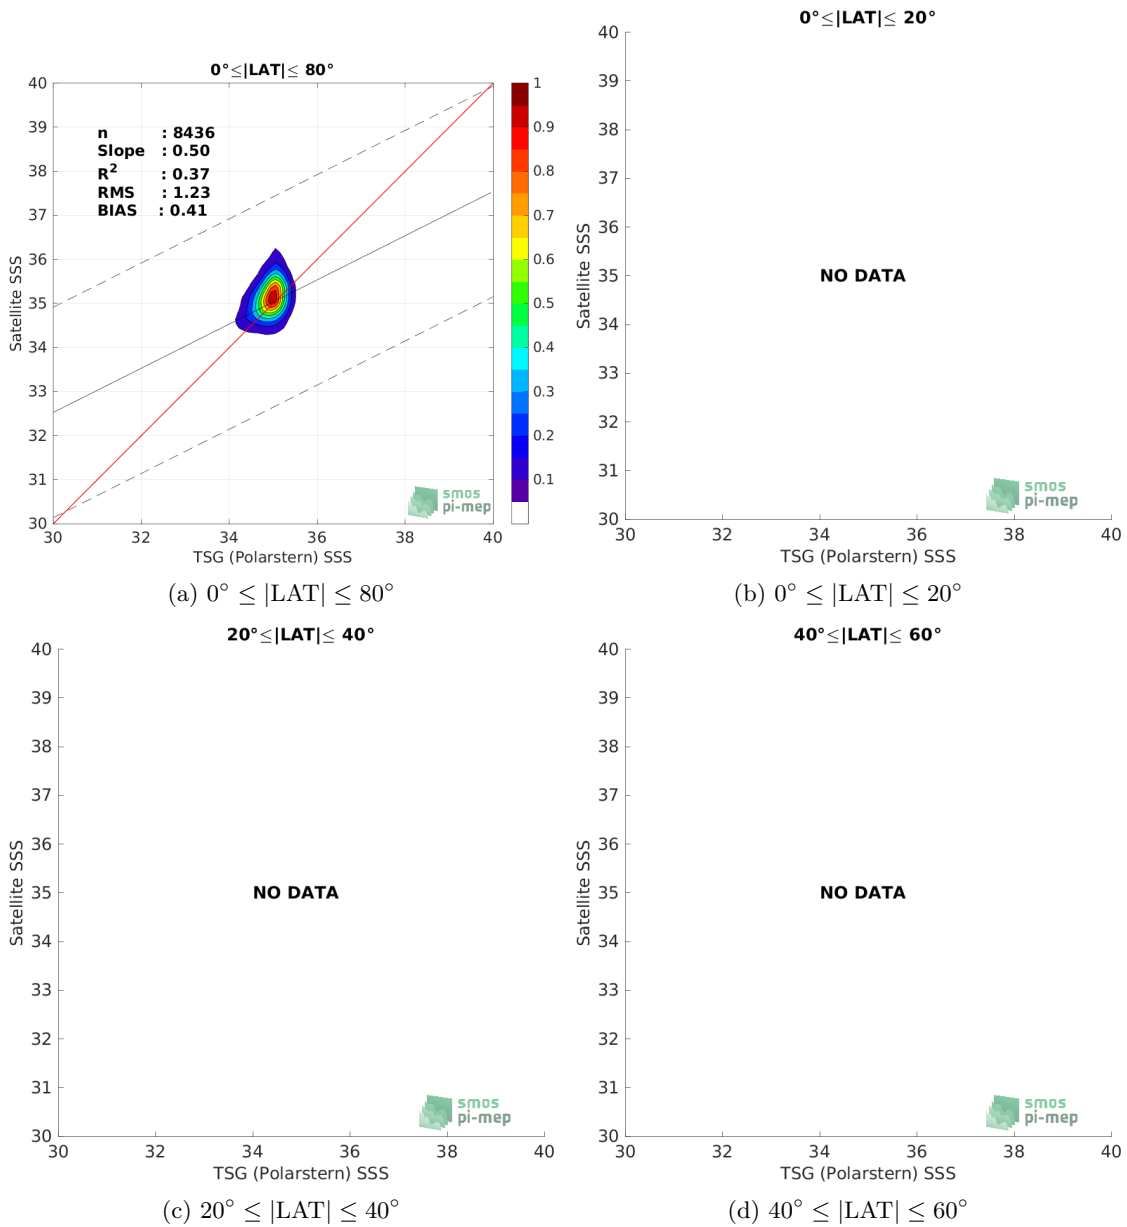 0°≤|LAT|≤ 80°
40
39
38
37
36
35
34
33
32
31
30
Satellite SSS
n : 8436
Slope : 0.50
R² : 0.37
RMS : 1.23
BIAS : 0.41
1
0.9
0.8
0.7
0.6
0.5
0.4
0.3
0.2
0.1
smos
pi-mep
30 32 34 36 38 40
TSG (Polarstern) SSS
(a) 0° ≤ |LAT| ≤ 80°
0°≤|LAT|≤ 20°
40
39
38
37
36
35
34
33
32
31
30
Satellite SSS
NO DATA
smos
pi-mep
30 32 34 36 38 40
TSG (Polarstern) SSS
(b) 0° ≤ |LAT| ≤ 20°
20°≤|LAT|≤ 40°
40
39
38
37
36
35
34
33
32
31
30
Satellite SSS
NO DATA
smos
pi-mep
30 32 34 36 38 40
TSG (Polarstern) SSS
(c) 20° ≤ |LAT| ≤ 40°
40°≤|LAT|≤ 60°
40
39
38
37
36
35
34
33
32
31
30
Satellite SSS
NO DATA
smos
pi-mep
30 32 34 36 38 40
TSG (Polarstern) SSS
(d) 40° ≤ |LAT| ≤ 60°